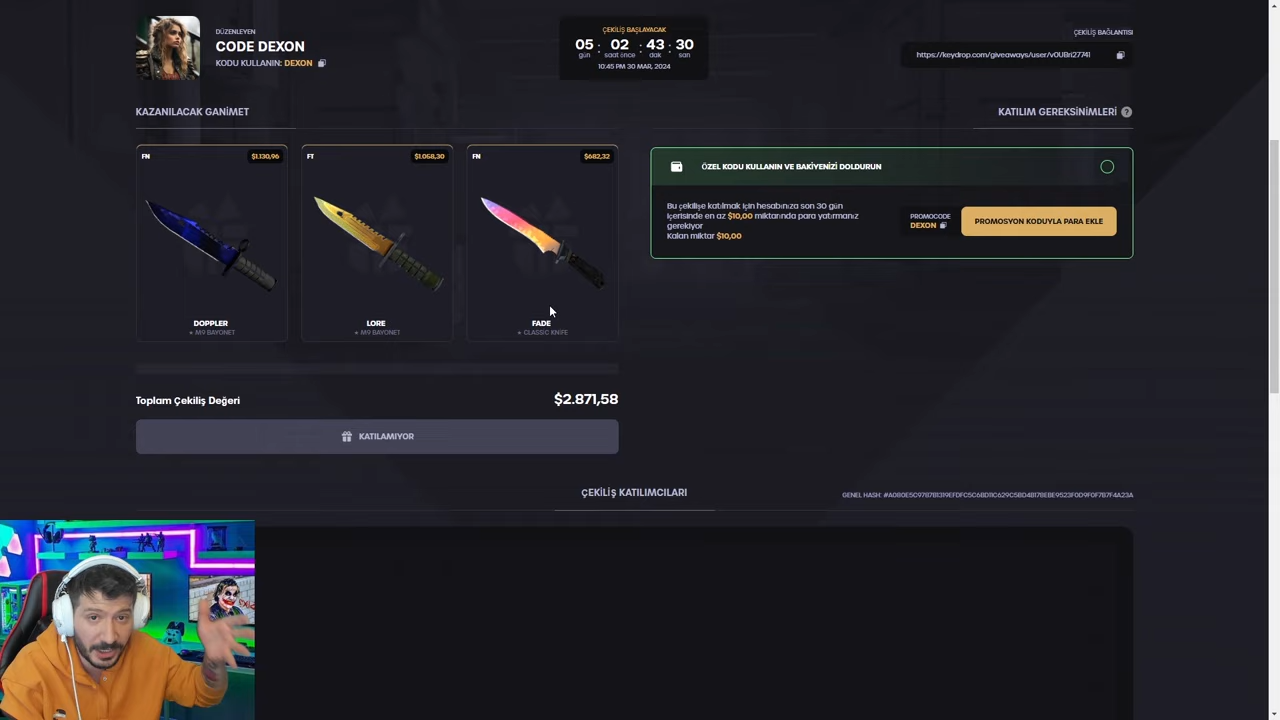 DÜZENLEYEN
CODE DEXON
KODU KULLANIN: DEXON
ÇEKİLİŞ BAŞLAYACAK
05 : 02 : 43 : 30
gün saat önce dak san
10:45 PM 30 MAR, 2024
ÇEKİLİŞ BAĞLANTISI
https://keydrop.com/giveaways/user/v0UBri27741
KAZANILACAK GANİMET
KATILIM GEREKSİNİMLERİ ?
FN $1.130,96
DOPPLER
★ M9 BAYONET
FT $1.058,30
LORE
★ M9 BAYONET
FN $682,32
FADE
★ CLASSIC KNIFE
ÖZEL KODU KULLANIN VE BAKİYENİZİ DOLDURUN
Bu çekilişe katılmak için hesabınıza son 30 gün
içerisinde en az $10,00 miktarında para yatırmanız
gerekiyor
Kalan miktar $10,00
PROMOCODE
DEXON
PROMOSYON KODUYLA PARA EKLE
Toplam Çekiliş Değeri $2.871,58
KATILAMIYOR
ÇEKİLİŞ KATILIMCILARI
GENEL HASH: